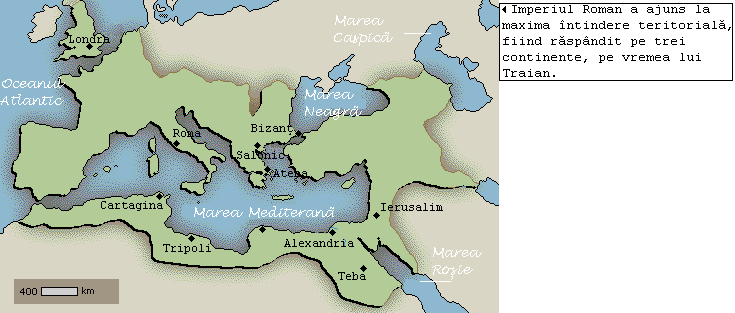 Marea
Caspică
Londra
Oceanul
Atlantic
Marea
Neagră
Bizanț
Roma
Salonic
Atena
Cartagina
Marea Mediterană
Ierusalim
Tripoli
Alexandria
Marea
Roșie
Teba
400 km
Imperiul Roman a ajuns la
maxima întindere teritorială,
fiind răspândit pe trei
continente, pe vremea lui
Traian.